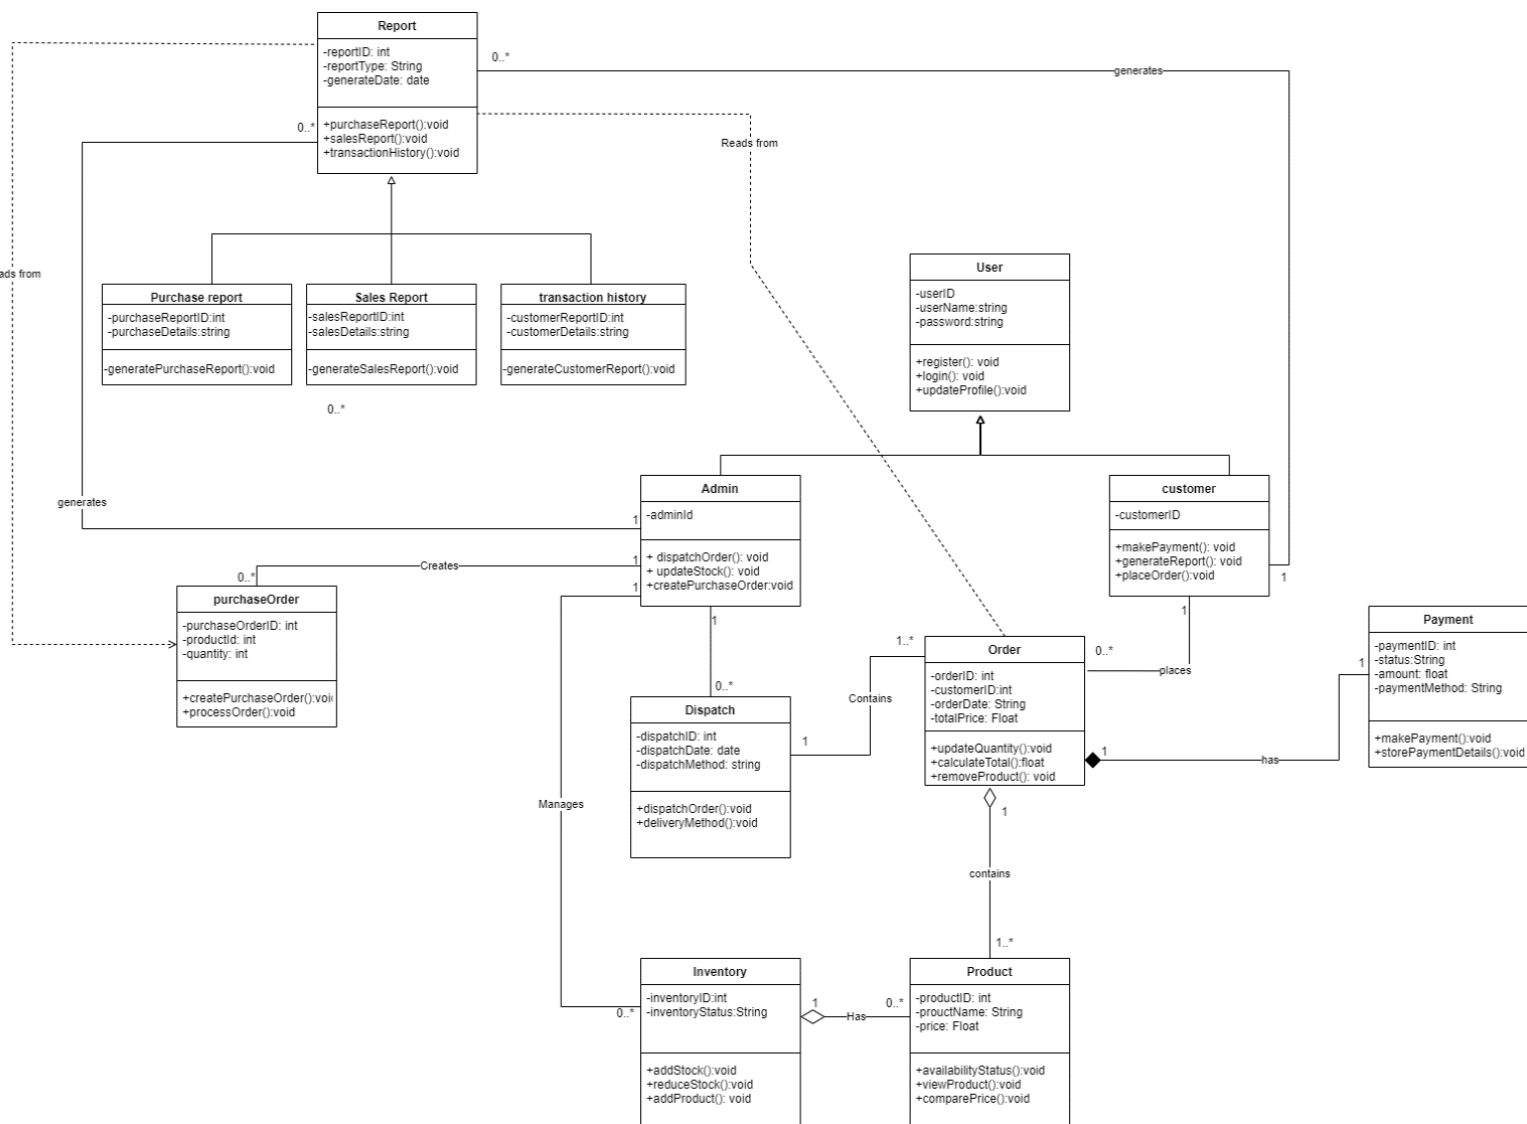 Report
-reportID: int
-reportType: String
-generateDate: date
+purchaseReport():void
+salesReport():void
+transactionHistory():void
0..*
generates
0..*
Reads from
ads from
Purchase report
-purchaseReportID:int
-purchaseDetails:string
-generatePurchaseReport():void
Sales Report
-salesReportID:int
-salesDetails:string
-generateSalesReport():void
transaction history
-customerReportID:int
-customerDetails:string
-generateCustomerReport():void
0..*
User
-userID
-userName:string
-password:string
+register(): void
+login(): void
+updateProfile():void
generates
Admin
-adminId
+ dispatchOrder(): void
+ updateStock(): void
+createPurchaseOrder:void
1
1
1
1
customer
-customerID
+makePayment(): void
+generateReport(): void
+placeOrder():void
1
1
Creates
0..*
purchaseOrder
-purchaseOrderID: int
-productId: int
-quantity: int
+createPurchaseOrder():voi
+processOrder():void
0..*
Dispatch
-dispatchID: int
-dispatchDate: date
-dispatchMethod: string
+dispatchOrder():void
+deliveryMethod():void
1
Contains
1..*
Order
-orderID: int
-customerID:int
-orderDate: String
-totalPrice: Float
+updateQuantity():void
+calculateTotal():float
+removeProduct(): void
0..*
places
1
has
1
Payment
-paymentID: int
-status:String
-amount: float
-paymentMethod: String
+makePayment():void
+storePaymentDetails():void
1
contains
1..*
Manages
0..*
Inventory
-inventoryID:int
-inventoryStatus:String
+addStock():void
+reduceStock():void
+addProduct(): void
1
Has
0..*
Product
-productID: int
-prouctName: String
-price: Float
+availabilityStatus():void
+viewProduct():void
+comparePrice():void